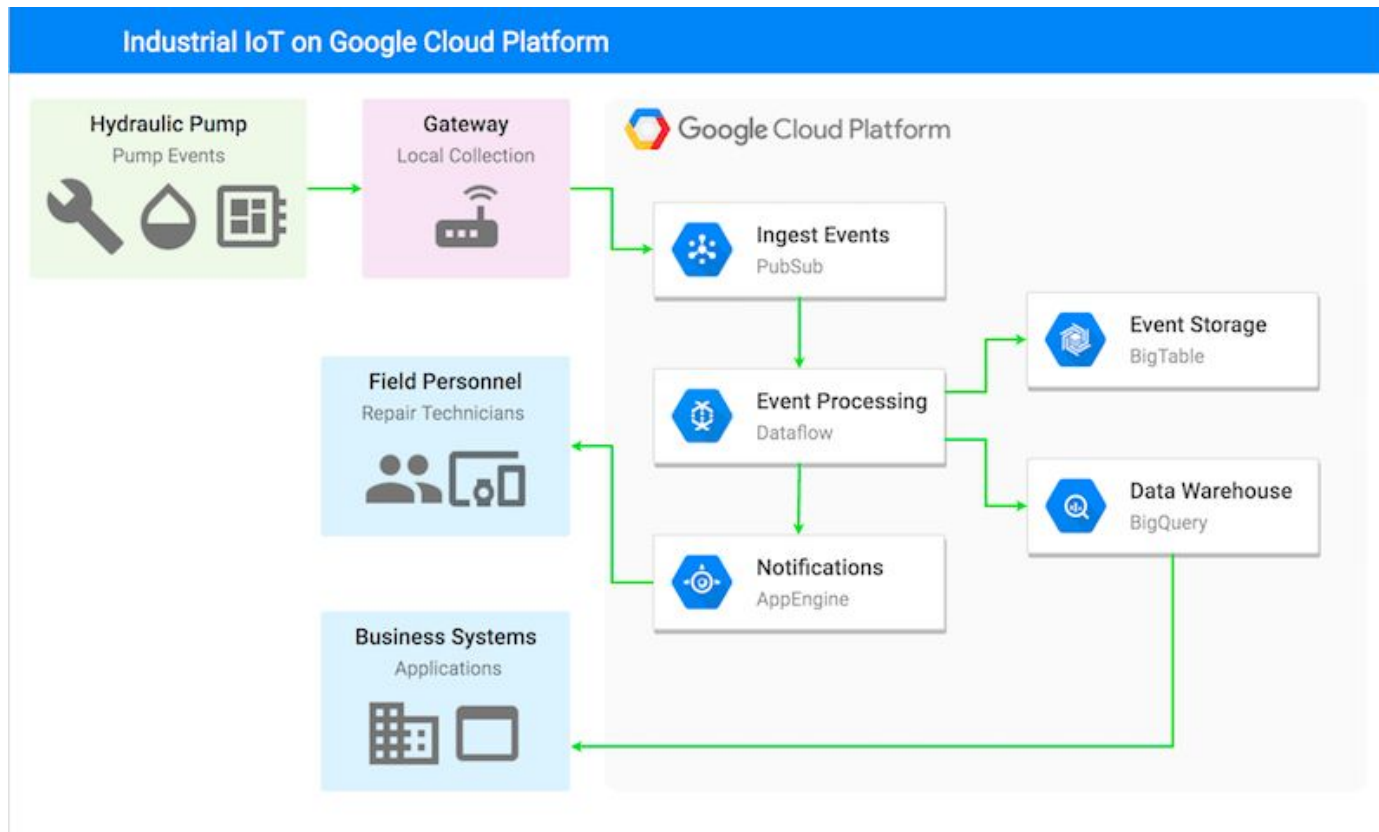 Industrial IoT on Google Cloud Platform
Hydraulic Pump
Pump Events
Gateway
Local Collection
Google Cloud Platform
Ingest Events
PubSub
Event Storage
BigTable
Field Personnel
Repair Technicians
Event Processing
Dataflow
Data Warehouse
BigQuery
Notifications
AppEngine
Business Systems
Applications